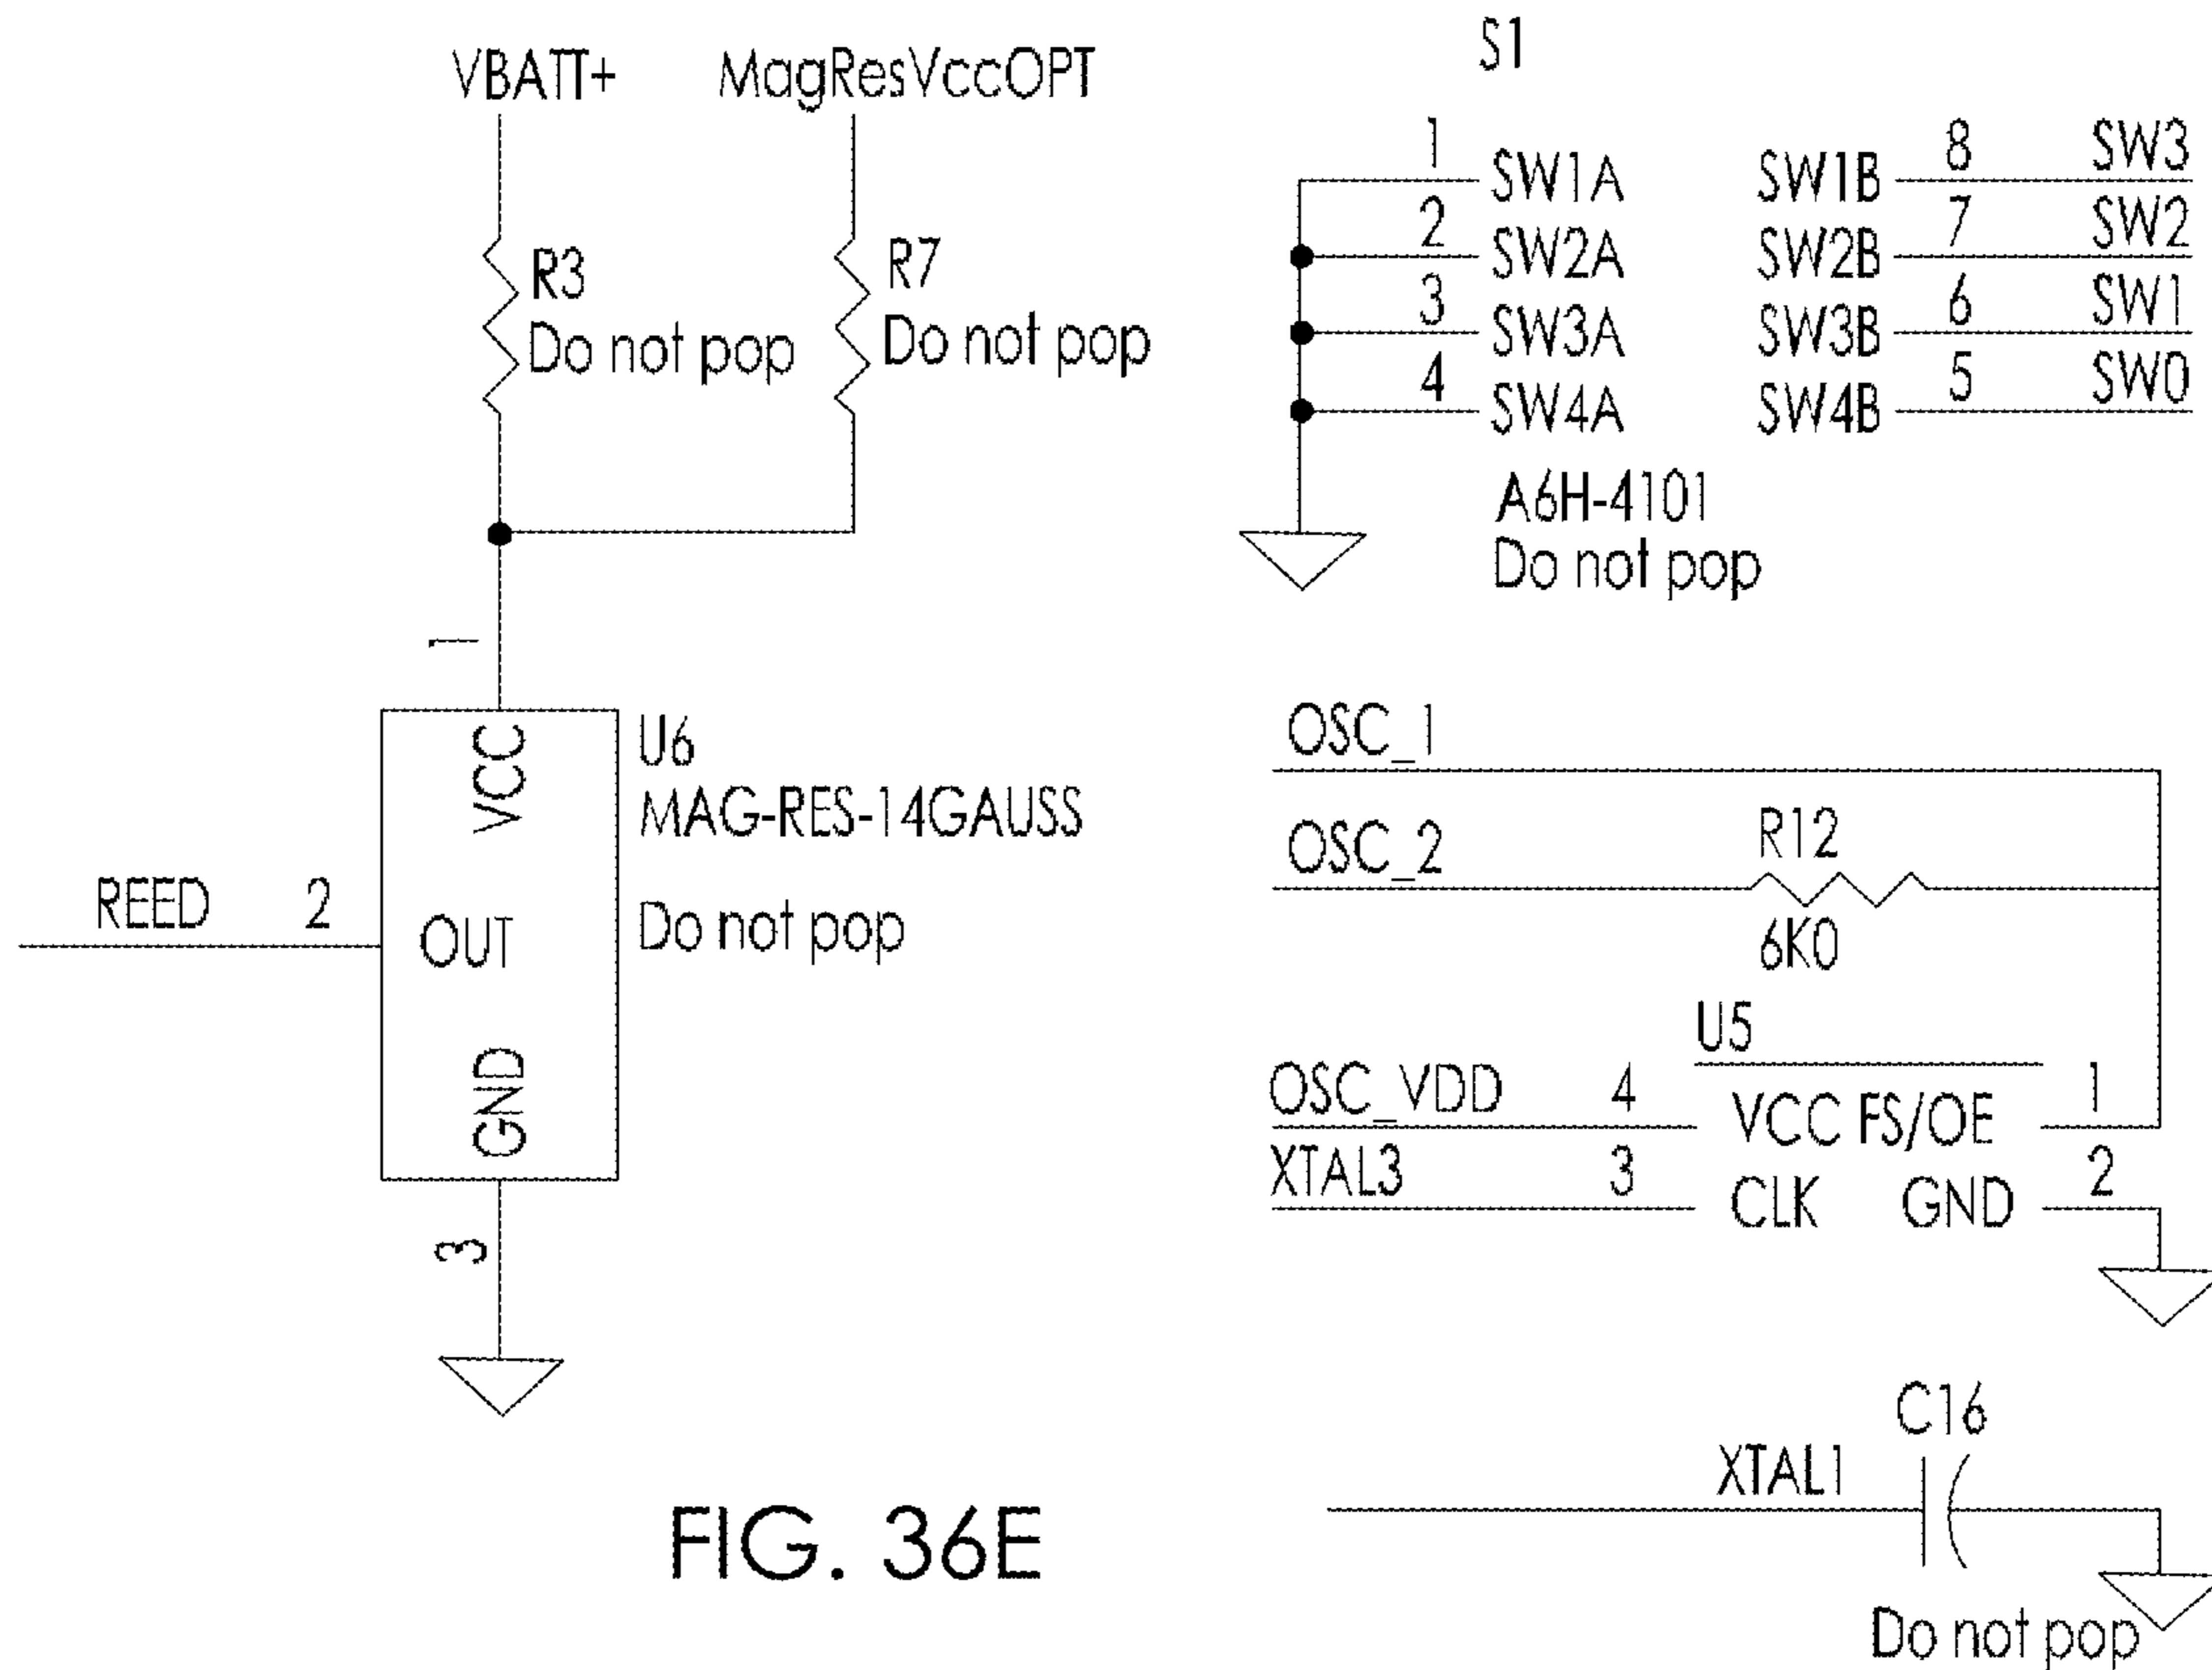 VBATT+ MagResVccOPT
R3
Do not pop
R7
Do not pop
1
VCC
U6
MAG-RES-14GAUSS
Do not pop
REED 2
OUT
GND
3
S1
1 SW1A SW1B 8 SW3
2 SW2A SW2B 7 SW2
3 SW3A SW3B 6 SW1
4 SW4A SW4B 5 SW0
A6H-4101
Do not pop
OSC_1
OSC_2 R12
6K0
U5
OSC_VDD 4 VCC FS/OE 1
XTAL3 3 CLK GND 2
C16
XTAL1
Do not pop
FIG. 36E